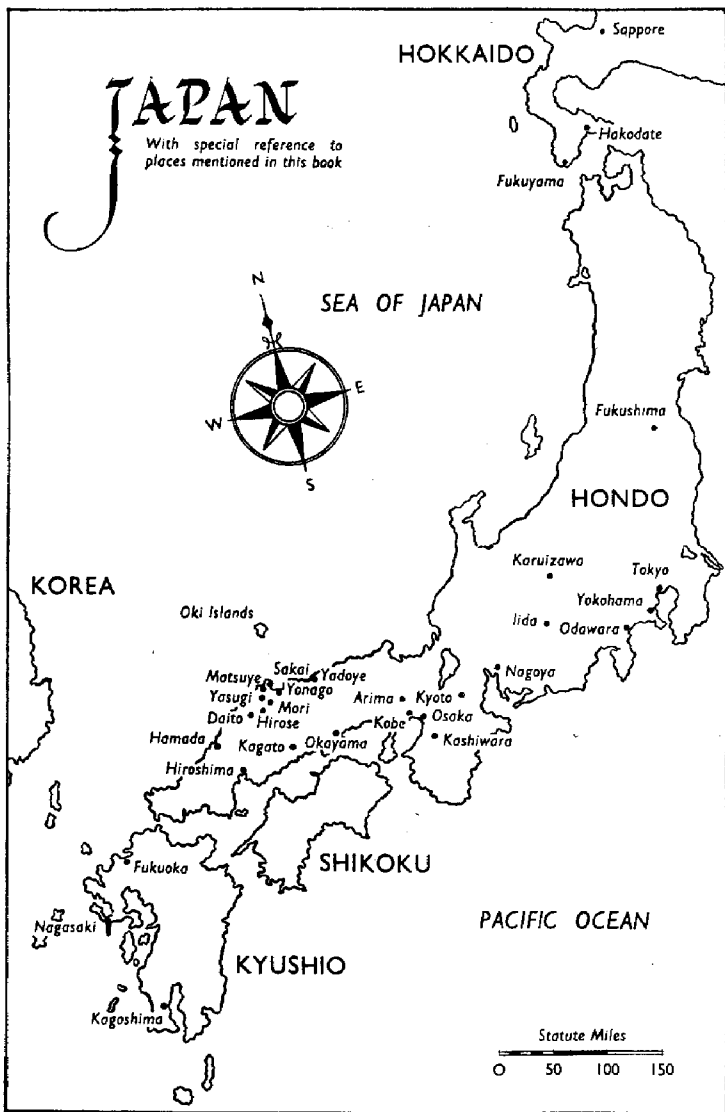 JAPAN
With special reference to
places mentioned in this book
HOKKAIDO
Sappore
Hakodate
Fukuyama
N
E
W
S
SEA OF JAPAN
Fukushima
HONDO
KOREA
Karuizawa
Tokyo
Yokohama
Iida
Odawara
Oki Islands
Nagoya
Sakai
Yadoye
Matsuye
Yonago
Yasugi
Mori
Arima
Kyoto
Daito
Hirose
Kobe
Osaka
Hamada
Kagato
Okayama
Kashiwara
Hiroshima
SHIKOKU
Fukuoka
Nagasaki
PACIFIC OCEAN
KYUSHIO
Kagoshima
Statute Miles
0 50 100 150